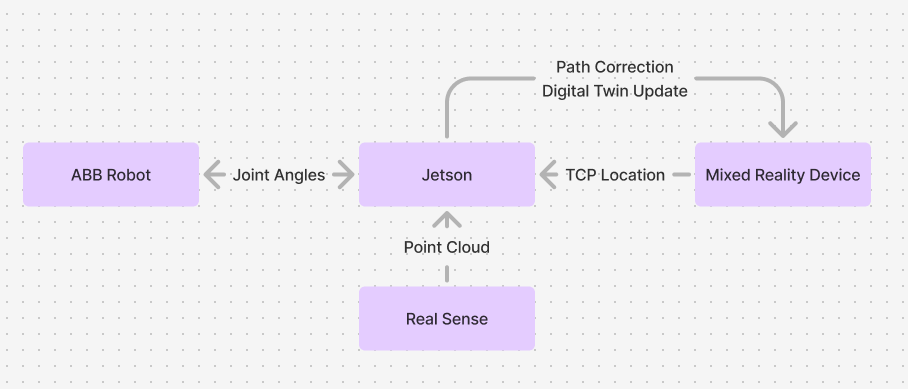 Path Correction
Digital Twin Update
ABB Robot
Joint Angles
Jetson
TCP Location
Mixed Reality Device
Point Cloud
Real Sense